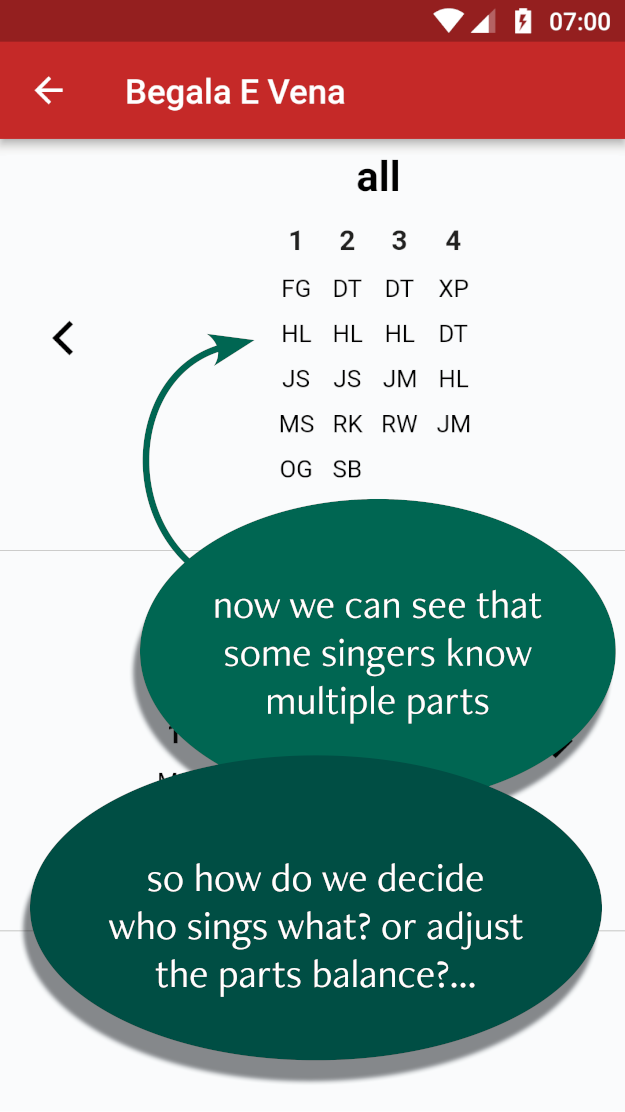 07:00
Begala E Vena
all
1 2 3 4
FG DT DT XP
HL HL HL DT
JS JS JM HL
MS RK RW JM
OG SB
now we can see that
some singers know
multiple parts
so how do we decide
who sings what? or adjust
the parts balance?...